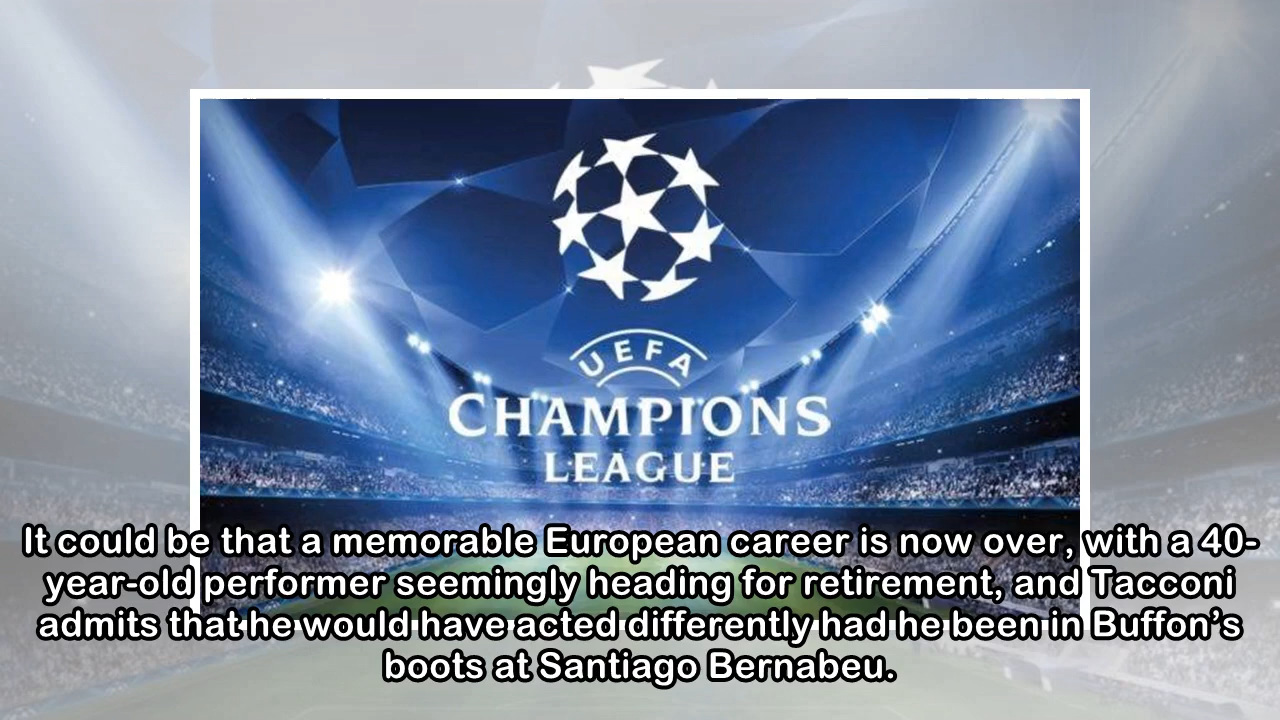 UEFA
CHAMPIONS
LEAGUE
It could be that a memorable European career is now over, with a 40-
year-old performer seemingly heading for retirement, and Tacconi
admits that he would have acted differently had he been in Buffon’s
boots at Santiago Bernabeu.